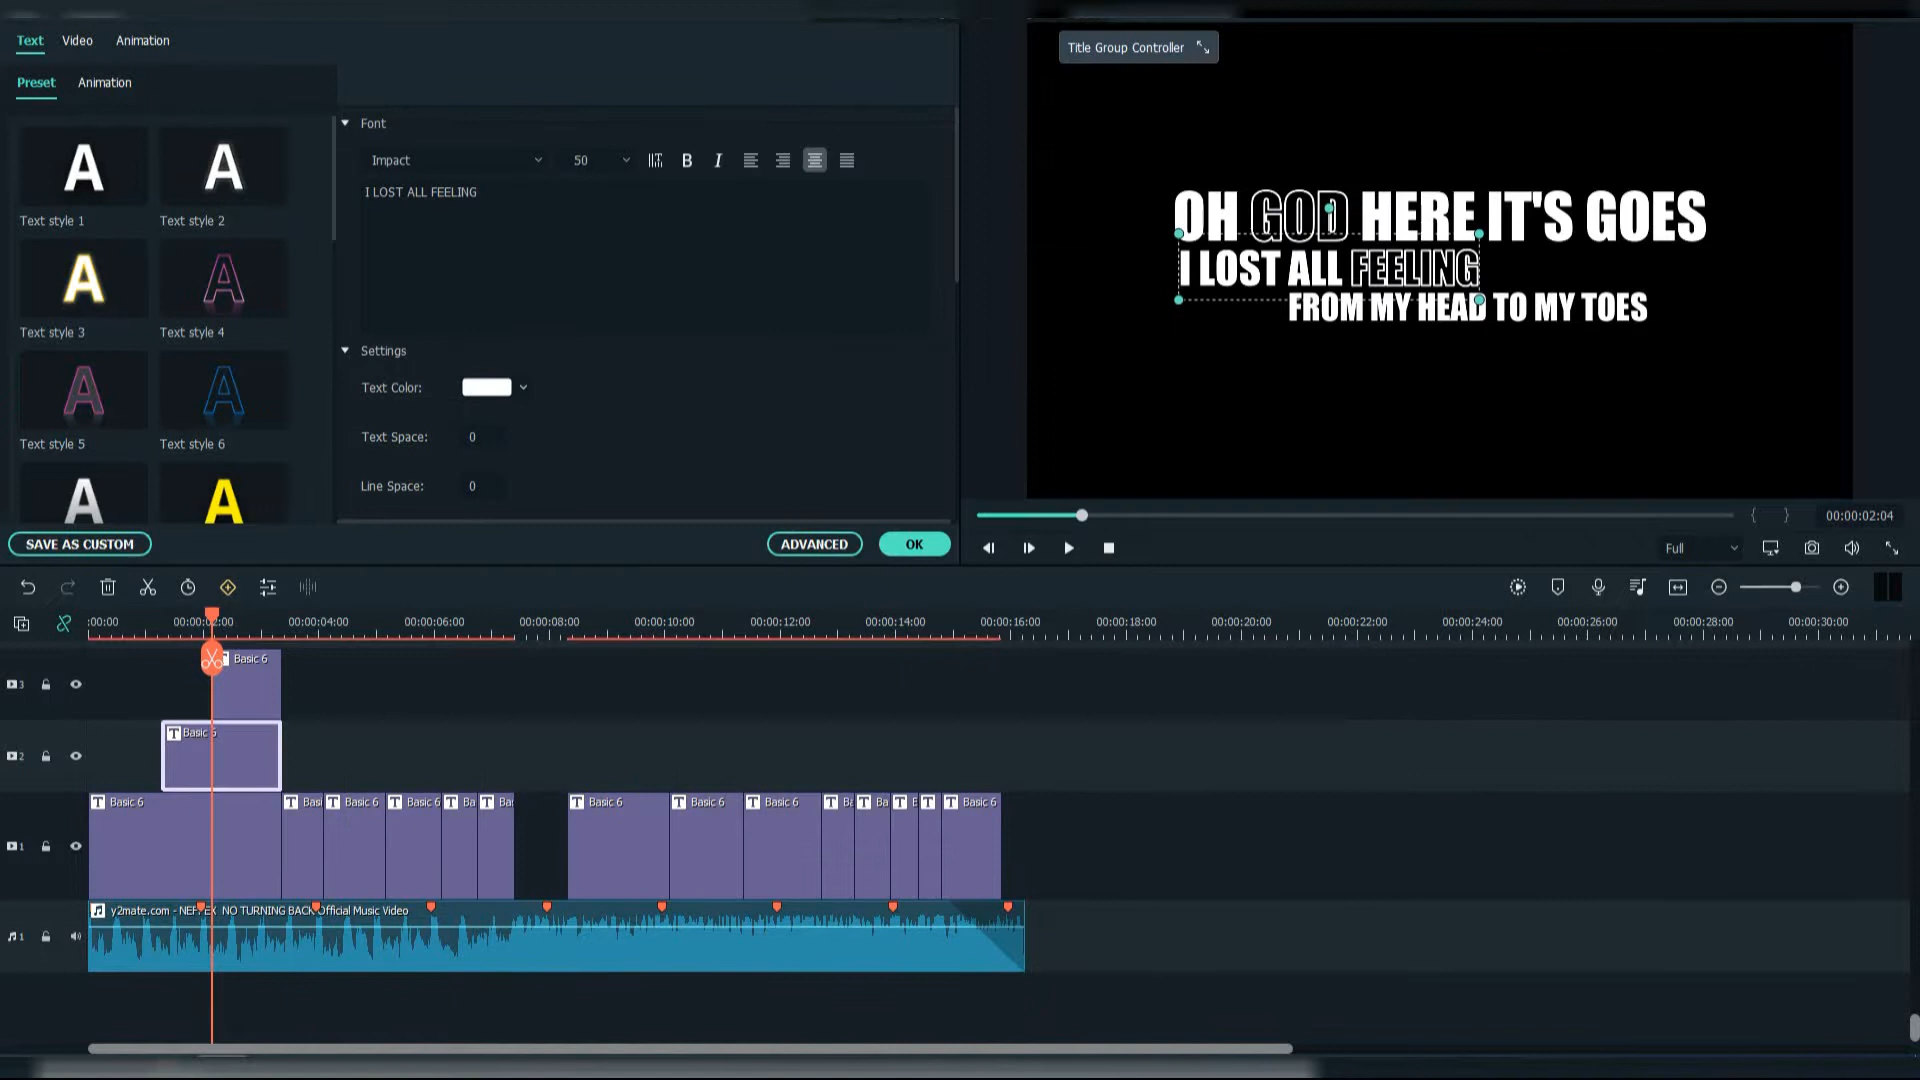 Text Video Animation
Title Group Controller
Preset Animation
Font
Impact 50 B I
I LOST ALL FEELING
Text style 1 Text style 2
Text style 3 Text style 4
Text style 5 Text style 6
Settings
Text Color:
Text Space: 0
Line Space: 0
OH GOD HERE IT'S GOES
I LOST ALL FEELING
FROM MY HEAD TO MY TOES
SAVE AS CUSTOM ADVANCED OK
00:00:02:04
Full
:00:00 00:00:02:00 00:00:04:00 00:00:06:00 00:00:08:00 00:00:10:00 00:00:12:00 00:00:14:00 00:00:16:00 00:00:18:00 00:00:20:00 00:00:22:00 00:00:24:00 00:00:26:00 00:00:28:00 00:00:30:00
3 Basic 6
2 Basic 6
Basic 6 Basi Basic 6 Basic 6 Ba Ba Basic 6 Basic 6 Basic 6 Ba Ba B Basic 6
1
y2mate.com - NEFFEX NO TURNING BACK Official Music Video
1